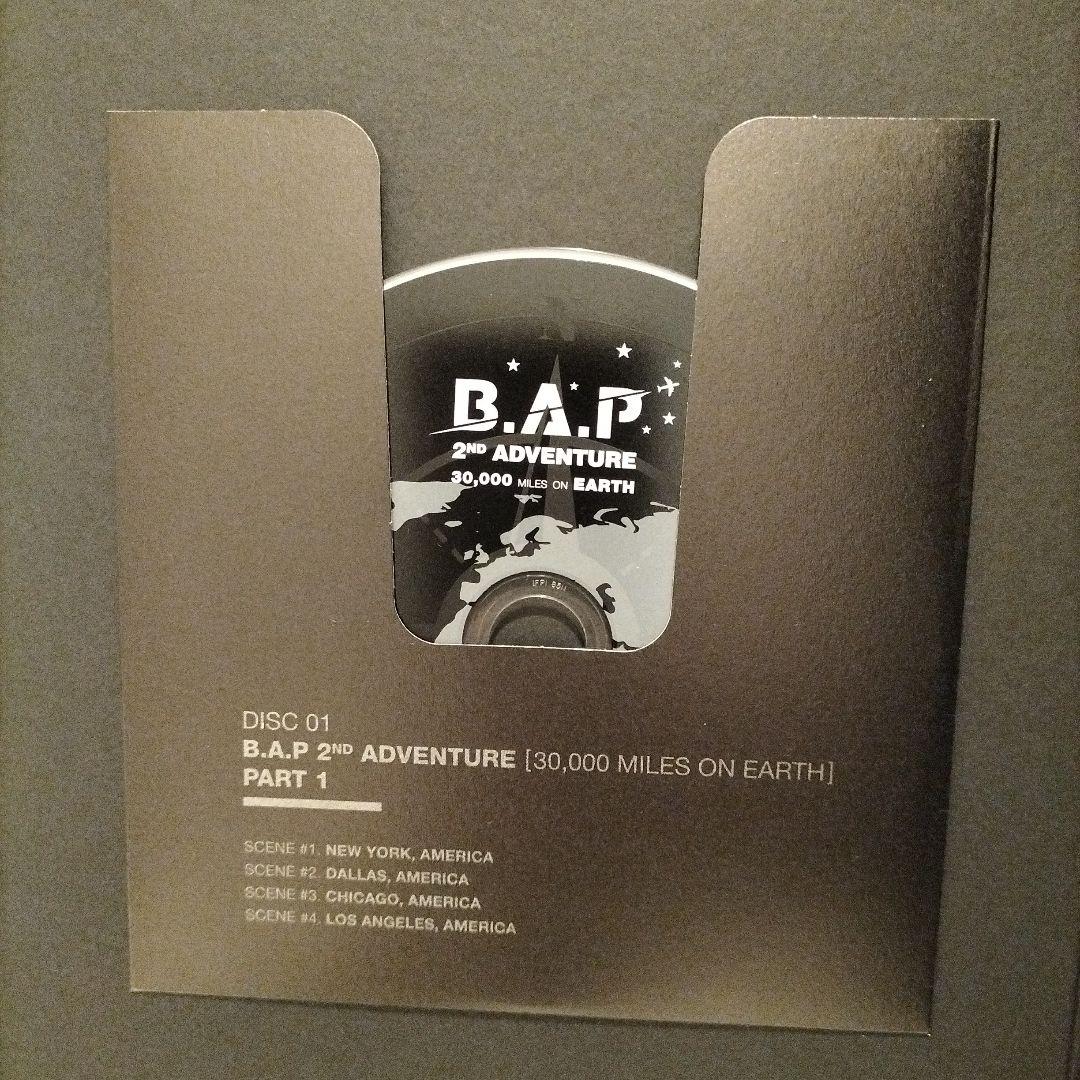 B.A.P
2ND ADVENTURE
30,000 MILES ON EARTH
DISC 01
B.A.P 2ND ADVENTURE [30,000 MILES ON EARTH]
PART 1
SCENE #1. NEW YORK, AMERICA
SCENE #2. DALLAS, AMERICA
SCENE #3. CHICAGO, AMERICA
SCENE #4. LOS ANGELES, AMERICA